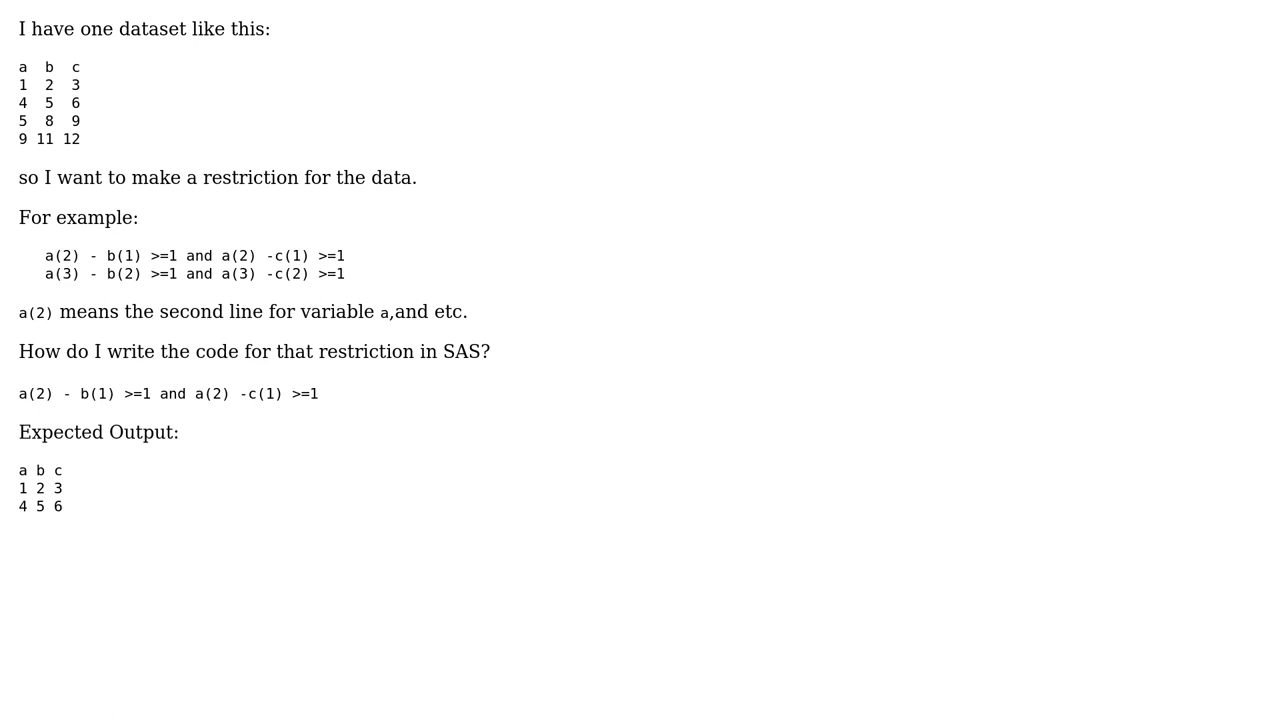 I have one dataset like this:
a  b  c
1  2  3
4  5  6
5  8  9
9 11 12
so I want to make a restriction for the data.
For example:
   a(2) - b(1) >=1 and a(2) -c(1) >=1
   a(3) - b(2) >=1 and a(3) -c(2) >=1
a(2) means the second line for variable a,and etc.
How do I write the code for that restriction in SAS?
a(2) - b(1) >=1 and a(2) -c(1) >=1
Expected Output:
a b c
1 2 3
4 5 6